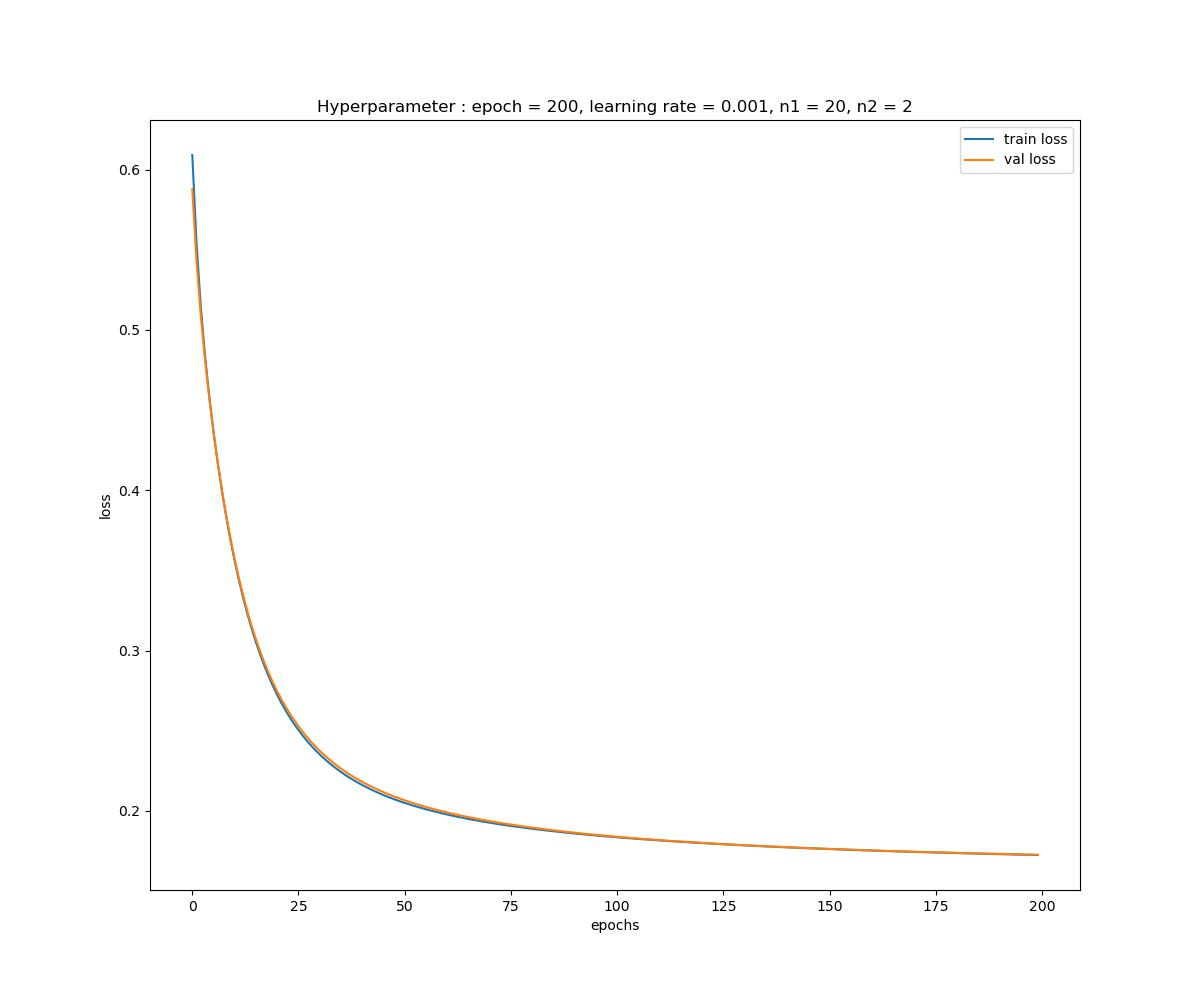 Hyperparameter : epoch = 200, learning rate = 0.001, n1 = 20, n2 = 2
train loss
val loss
0.6
0.5
0.4
0.3
0.2
loss
0 25 50 75 100 125 150 175 200
epochs